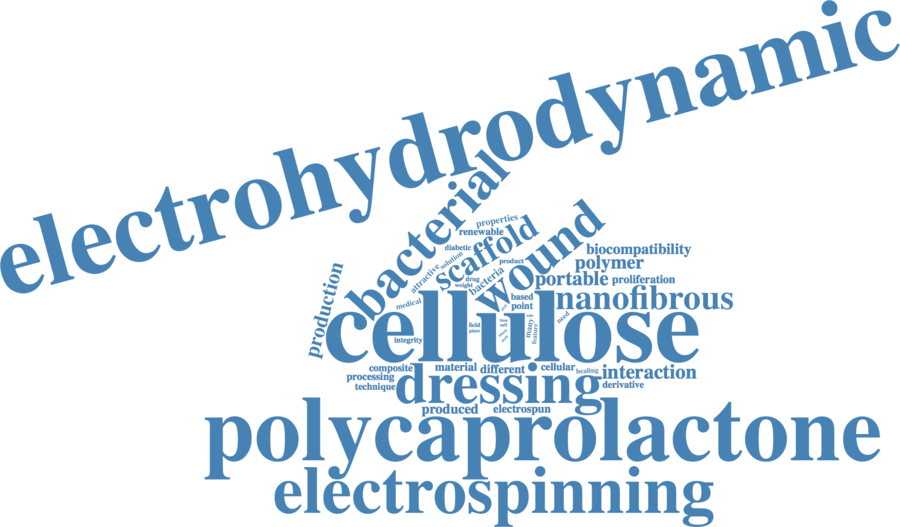 electrohydrodynamic
bacterial
properties
renewable
scaffold
wound
diabetic
solution
attractive
product
bacteria
drug
weight
biocompatibility
polymer
portable
proliferation
production
medical
based
point
nanofibrous
cellulose
need
field
plant
many
feature
integrity
composite
material
different
cellular
healing
interaction
processing
technique
dressing
derivative
produced
electrospun
polycaprolactone
electrospinning